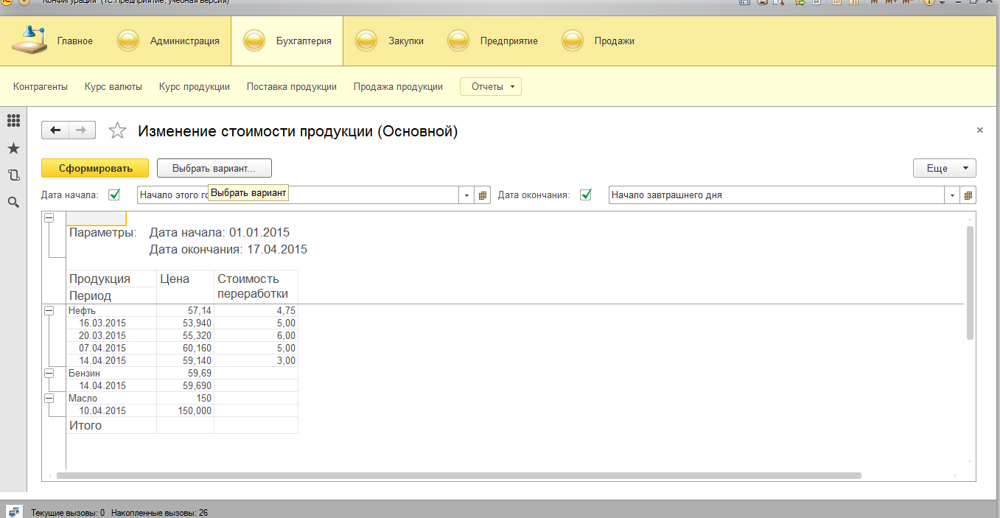 Конфигурация (1С:Предприятие, учебная версия)
M M+ M-
Главное Администрация Бухгалтерия Закупки Предприятие Продажи
Контрагенты Курс валюты Курс продукции Поставка продукции Продажа продукции Отчеты
Изменение стоимости продукции (Основной)
Сформировать Выбрать вариант... Еще
Дата начала: Начало этого го Выбрать вариант Дата окончания: Начало завтрашнего дня
Параметры: Дата начала: 01.01.2015
Дата окончания: 17.04.2015
Продукция Цена Стоимость переработки
Период
Нефть 57,14 4,75
16.03.2015 53,940 5,00
20.03.2015 55,320 6,00
07.04.2015 60,160 5,00
14.04.2015 59,140 3,00
Бензин 59,69
14.04.2015 59,690
Масло 150
10.04.2015 150,000
Итого
Текущие вызовы: 0 Накопленные вызовы: 26